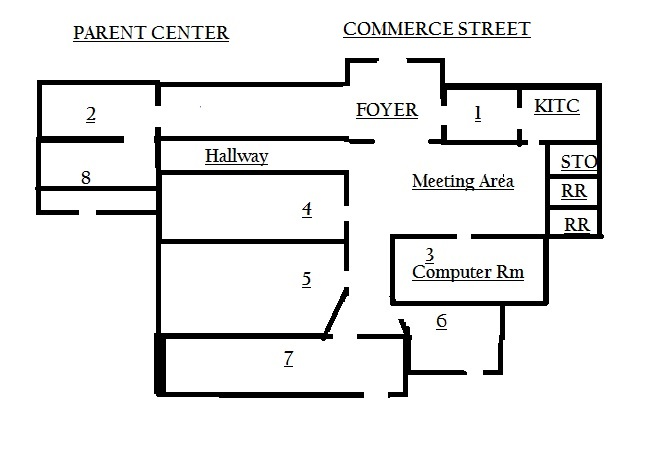 PARENT CENTER
COMMERCE STREET
2
FOYER
1
KITC
Hallway
8
Meeting Area
STO
RR
4
RR
3
Computer Rm
5
6
7